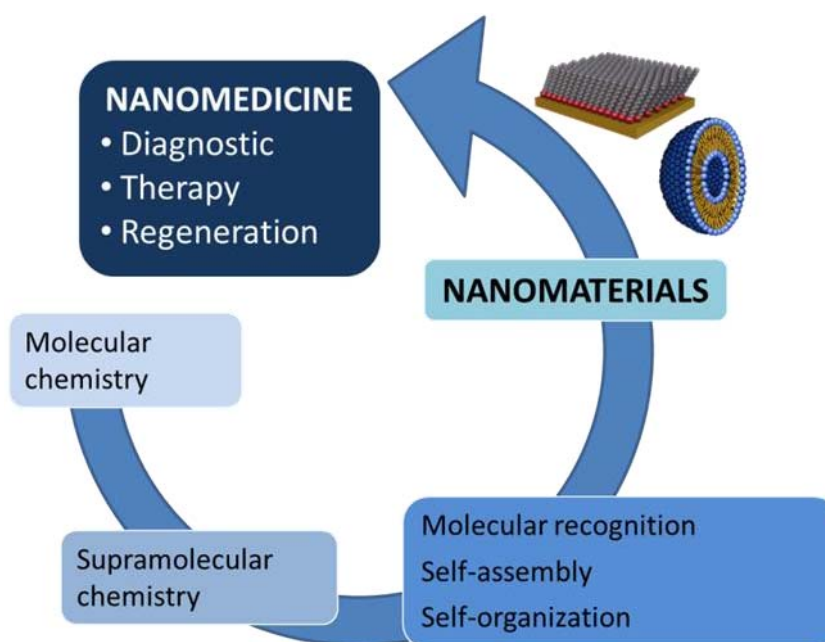 NANOMEDICINE
• Diagnostic
• Therapy
• Regeneration
NANOMATERIALS
Molecular
chemistry
Supramolecular
chemistry
Molecular recognition
Self-assembly
Self-organization